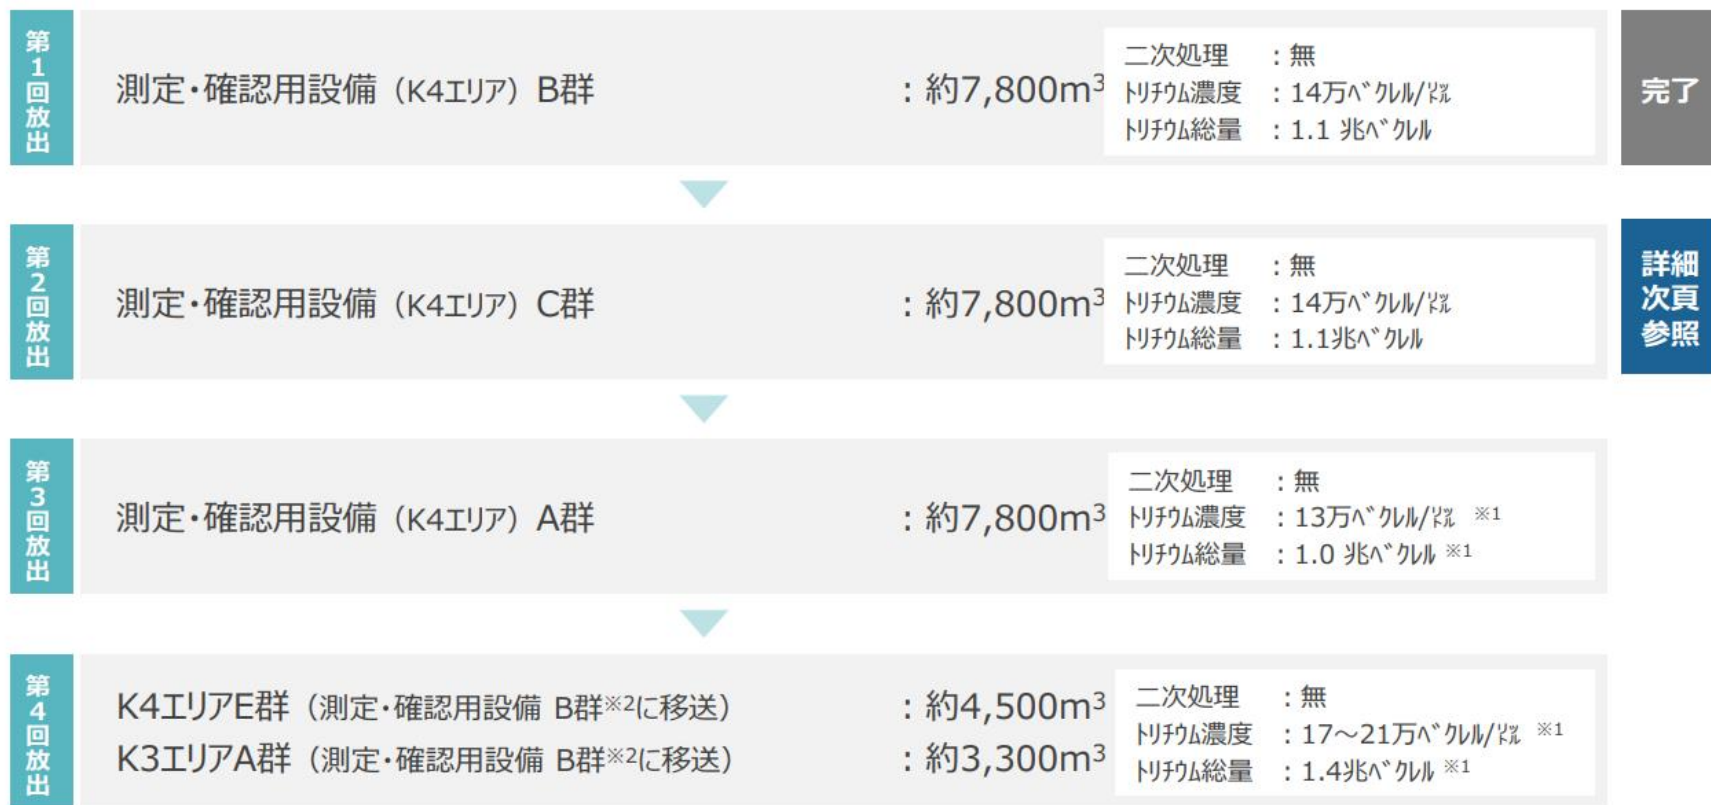 第1回放出
測定・確認用設備（K4エリア）B群 ：約7,800m³
二次処理 ：無
ﾄﾘﾁｳﾑ濃度 ：14万ﾍﾞｸﾚﾙ/㍑
ﾄﾘﾁｳﾑ総量 ：1.1 兆ﾍﾞｸﾚﾙ
完了
第2回放出
測定・確認用設備（K4エリア）C群 ：約7,800m³
二次処理 ：無
ﾄﾘﾁｳﾑ濃度 ：14万ﾍﾞｸﾚﾙ/㍑
ﾄﾘﾁｳﾑ総量 ：1.1兆ﾍﾞｸﾚﾙ
詳細
次頁
参照
第3回放出
測定・確認用設備（K4エリア）A群 ：約7,800m³
二次処理 ：無
ﾄﾘﾁｳﾑ濃度 ：13万ﾍﾞｸﾚﾙ/㍑ ※1
ﾄﾘﾁｳﾑ総量 ：1.0 兆ﾍﾞｸﾚﾙ ※1
第4回放出
K4エリアE群（測定・確認用設備 B群※2に移送） ：約4,500m³
K3エリアA群（測定・確認用設備 B群※2に移送） ：約3,300m³
二次処理 ：無
ﾄﾘﾁｳﾑ濃度 ：17～21万ﾍﾞｸﾚﾙ/㍑ ※1
ﾄﾘﾁｳﾑ総量 ：1.4兆ﾍﾞｸﾚﾙ ※1